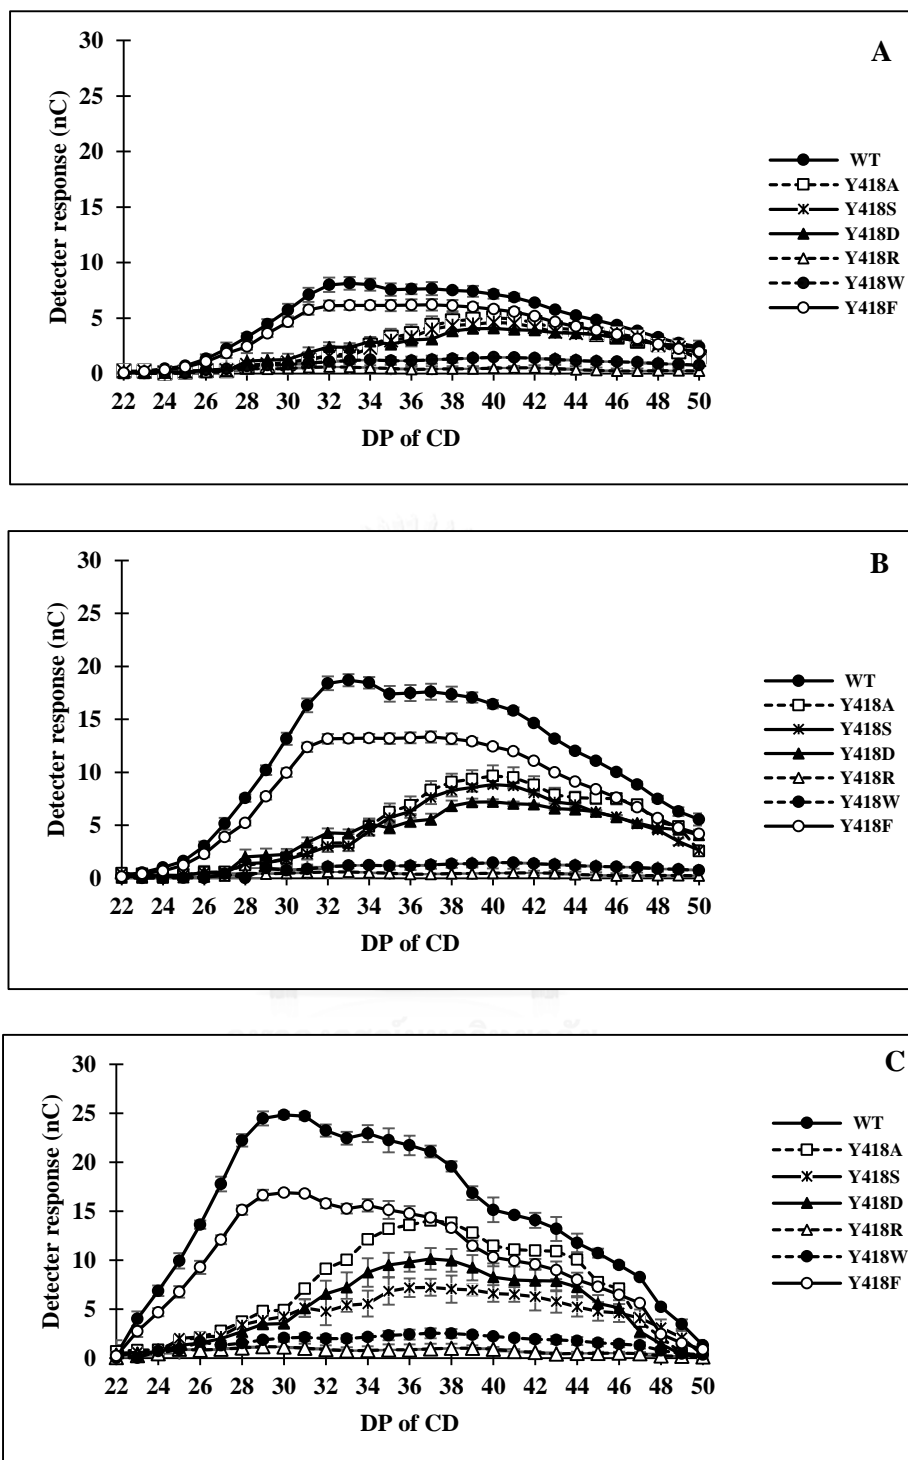 A
30
25
20
15
10
5
0
Detecter response (nC)
22 24 26 28 30 32 34 36 38 40 42 44 46 48 50
DP of CD
WT
Y418A
Y418S
Y418D
Y418R
Y418W
Y418F
B
30
25
20
15
10
5
0
Detecter response (nC)
22 24 26 28 30 32 34 36 38 40 42 44 46 48 50
DP of CD
WT
Y418A
Y418S
Y418D
Y418R
Y418W
Y418F
C
30
25
20
15
10
5
0
Detecter response (nC)
22 24 26 28 30 32 34 36 38 40 42 44 46 48 50
DP of CD
WT
Y418A
Y418S
Y418D
Y418R
Y418W
Y418F